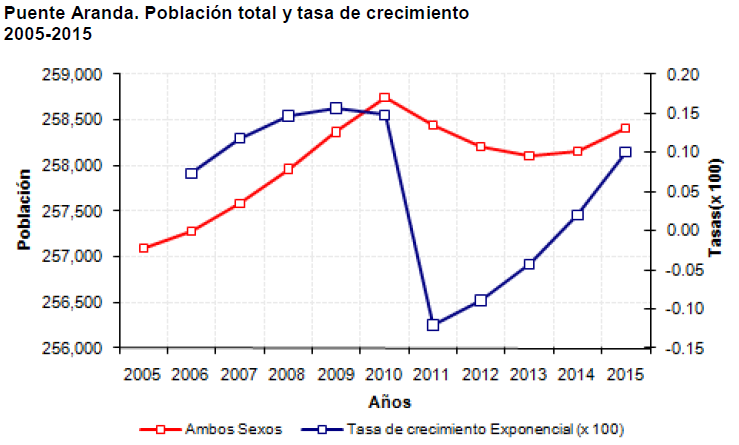 Puente Aranda. Población total y tasa de crecimiento
2005-2015
259,000
258,500
258,000
257,500
257,000
256,500
256,000
Población
0.20
0.15
0.10
0.05
0.00
-0.05
-0.10
-0.15
Tasas(x 100)
2005 2006 2007 2008 2009 2010 2011 2012 2013 2014 2015
Años
Ambos Sexos Tasa de crecimiento Exponencial (x 100)